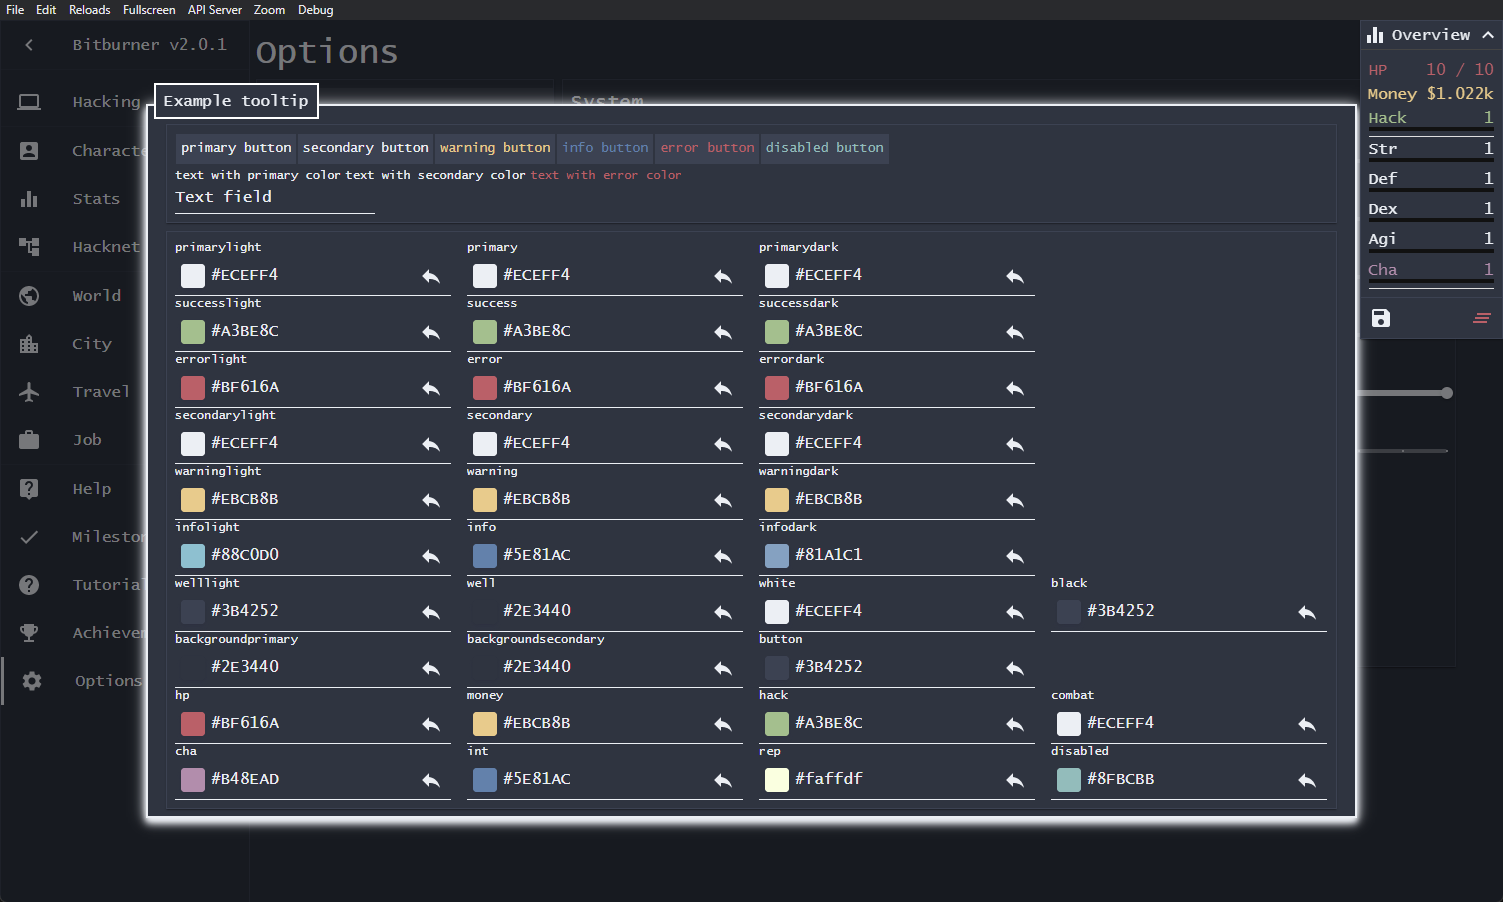 File Edit Reloads Fullscreen API Server Zoom Debug
Bitburner v2.0.1
Options
Overview
HP 10 / 10
Money $1.022k
Hack 1
Str 1
Def 1
Dex 1
Agi 1
Cha 1
Hacking
Characte
Stats
Hacknet
World
City
Travel
Job
Help
Mileston
Tutorial
Achievem
Options
System
Example tooltip
primary button secondary button warning button info button error button disabled button
text with primary color text with secondary color text with error color
Text field
primarylight primary primarydark
#ECEFF4 #ECEFF4 #ECEFF4
successlight success successdark
#A3BE8C #A3BE8C #A3BE8C
errorlight error errordark
#BF616A #BF616A #BF616A
secondarylight secondary secondarydark
#ECEFF4 #ECEFF4 #ECEFF4
warninglight warning warningdark
#EBCB8B #EBCB8B #EBCB8B
infolight info infodark
#88C0D0 #5E81AC #81A1C1
welllight well white black
#3B4252 #2E3440 #ECEFF4 #3B4252
backgroundprimary backgroundsecondary button
#2E3440 #2E3440 #3B4252
hp money hack combat
#BF616A #EBCB8B #A3BE8C #ECEFF4
cha int rep disabled
#B48EAD #5E81AC #faffdf #8FBCBB